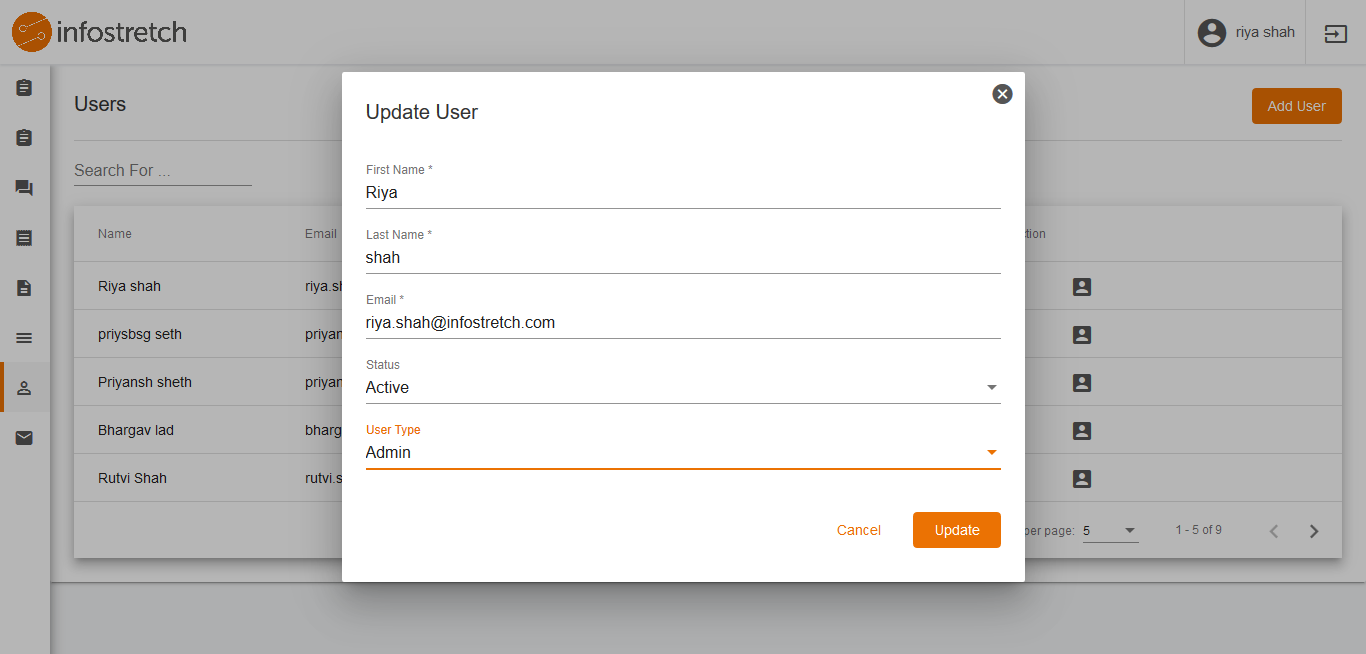 infostretch
riya shah
Users
Add User
Search For ...
Name
Email
Riya shah
riya.sh
priysbsg seth
priyan
Priyansh sheth
priyan
Bhargav lad
bharg
Rutvi Shah
rutvi.s
per page:
5
1 - 5 of 9
Update User
First Name *
Riya
Last Name *
shah
Email *
riya.shah@infostretch.com
Status
Active
User Type
Admin
Cancel
Update